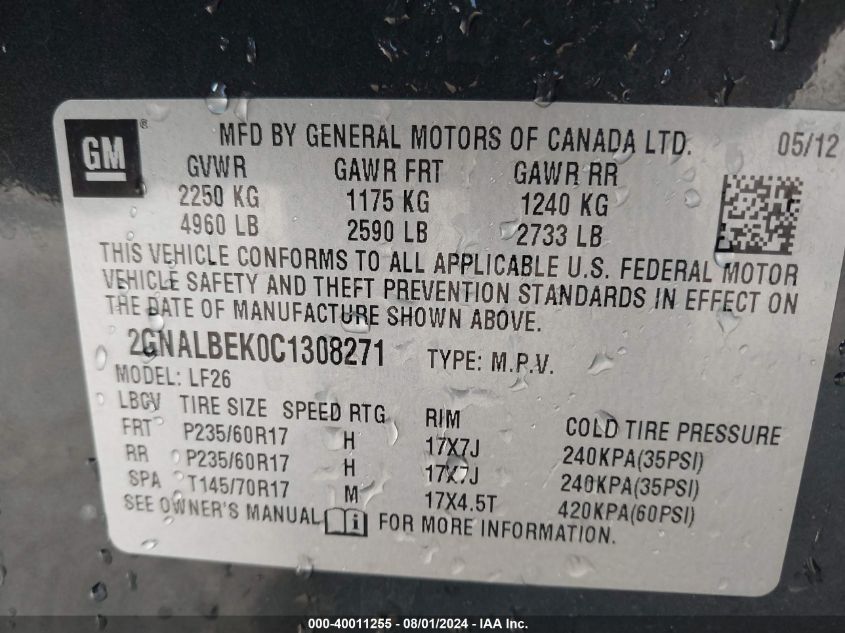 GM ® MFD BY GENERAL MOTORS OF CANADA LTD. 05/12
GVWR GAWR FRT GAWR RR
2250 KG 1175 KG 1240 KG
4960 LB 2590 LB 2733 LB
THIS VEHICLE CONFORMS TO ALL APPLICABLE U.S. FEDERAL MOTOR
VEHICLE SAFETY AND THEFT PREVENTION STANDARDS IN EFFECT ON
THE DATE OF MANUFACTURE SHOWN ABOVE.
2GNALBEK0C1308271 TYPE: M.P.V.
MODEL: LF26
LBCV TIRE SIZE SPEED RTG RIM COLD TIRE PRESSURE
FRT P235/60R17 H 17X7J 240KPA(35PSI)
RR P235/60R17 H 17X7J 240KPA(35PSI)
SPA T145/70R17 M 17X4.5T 420KPA(60PSI)
SEE OWNER'S MANUAL i FOR MORE INFORMATION.
000-40011255 - 08/01/2024 - IAA Inc.